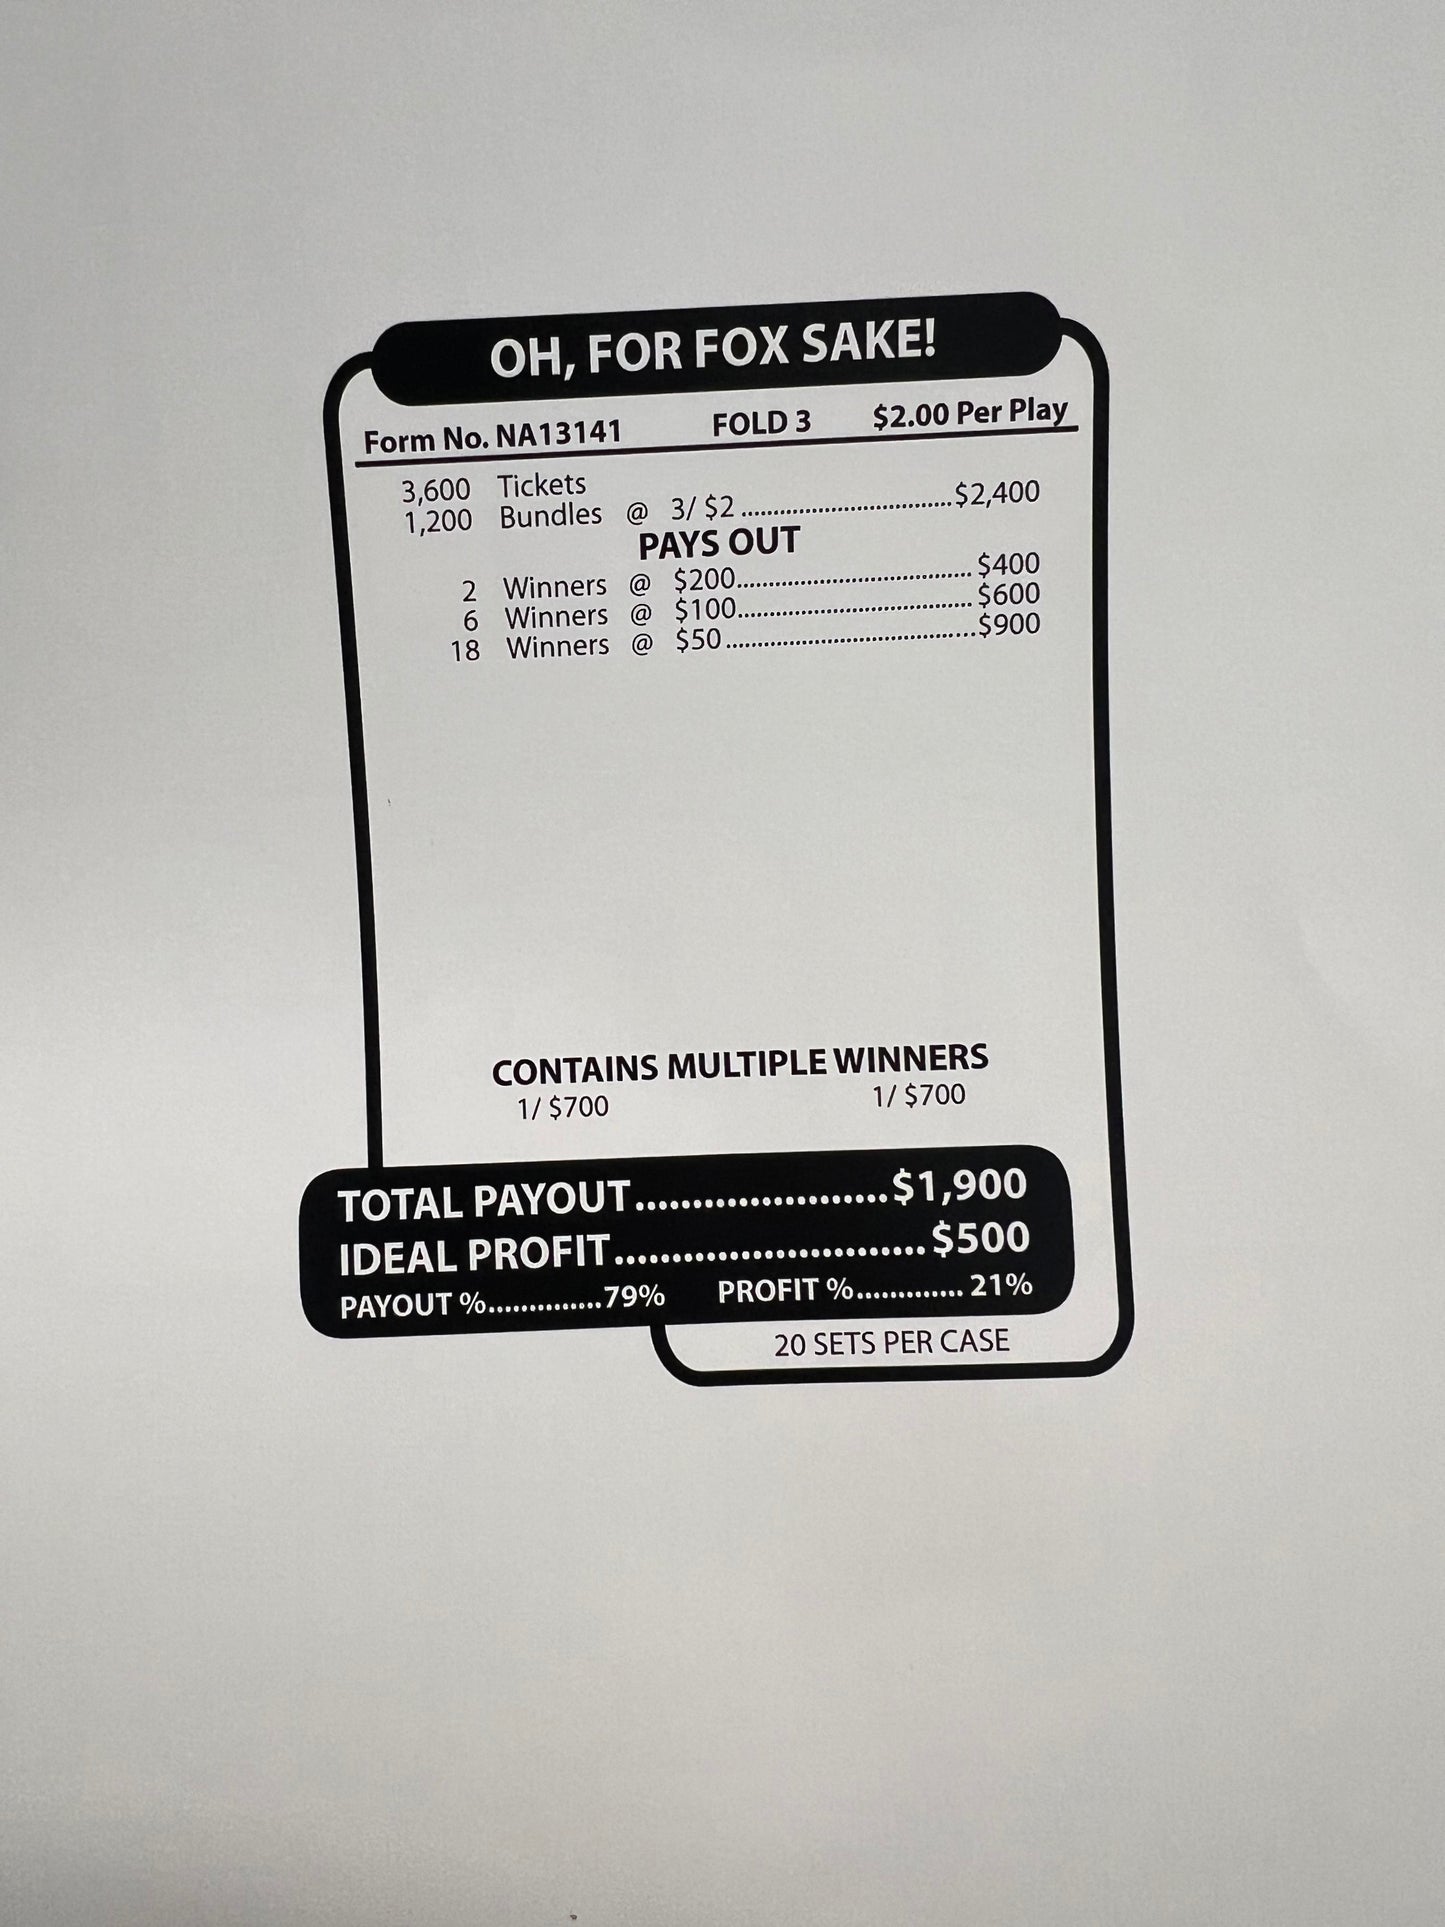 OH, FOR FOX SAKE!
Form No. NA13141 FOLD 3 $2.00 Per Play
3,600 Tickets
1,200 Bundles @ 3/ $2.................................$2,400
PAYS OUT
2 Winners @ $200.................................... $400
6 Winners @ $100.................................... $600
18 Winners @ $50......................................$900
CONTAINS MULTIPLE WINNERS
1/ $700 1/ $700
TOTAL PAYOUT......................$1,900
IDEAL PROFIT...........................$500
PAYOUT %..............79% PROFIT %............. 21%
20 SETS PER CASE